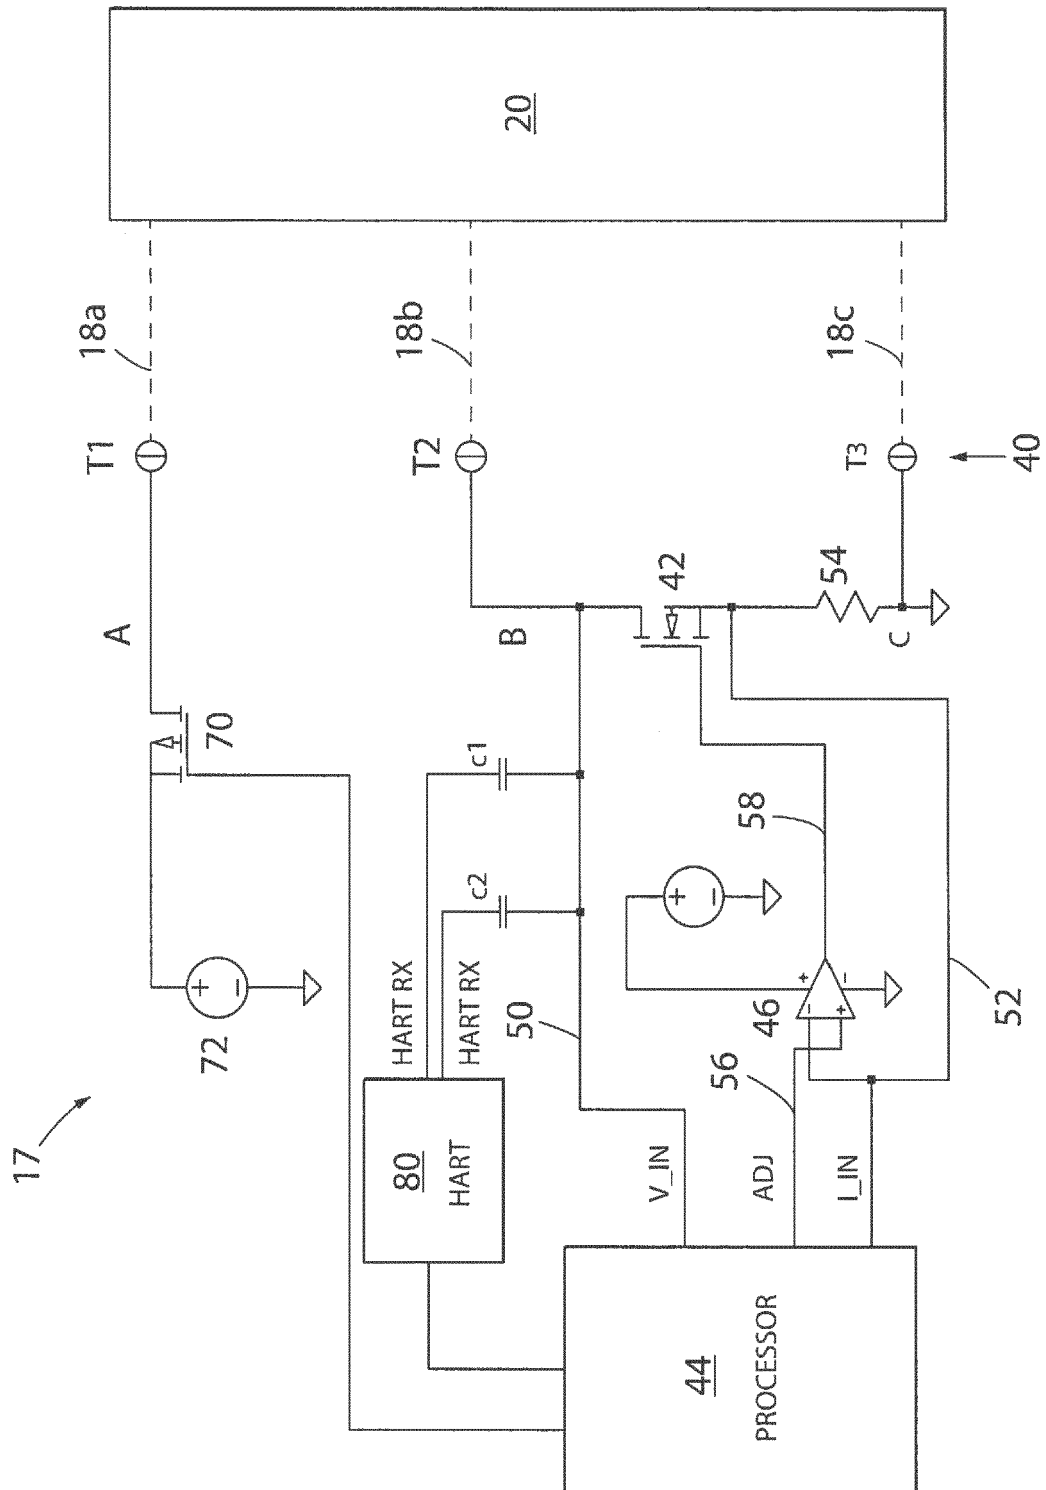 20
18a
18b
18c
T1
T2
T3
40
A
B
C
42
54
70
c1
c2
58
72
HART RX
HART RX
50
46
+
-
52
56
17
80
HART
V_IN
ADJ
I_IN
44
PROCESSOR